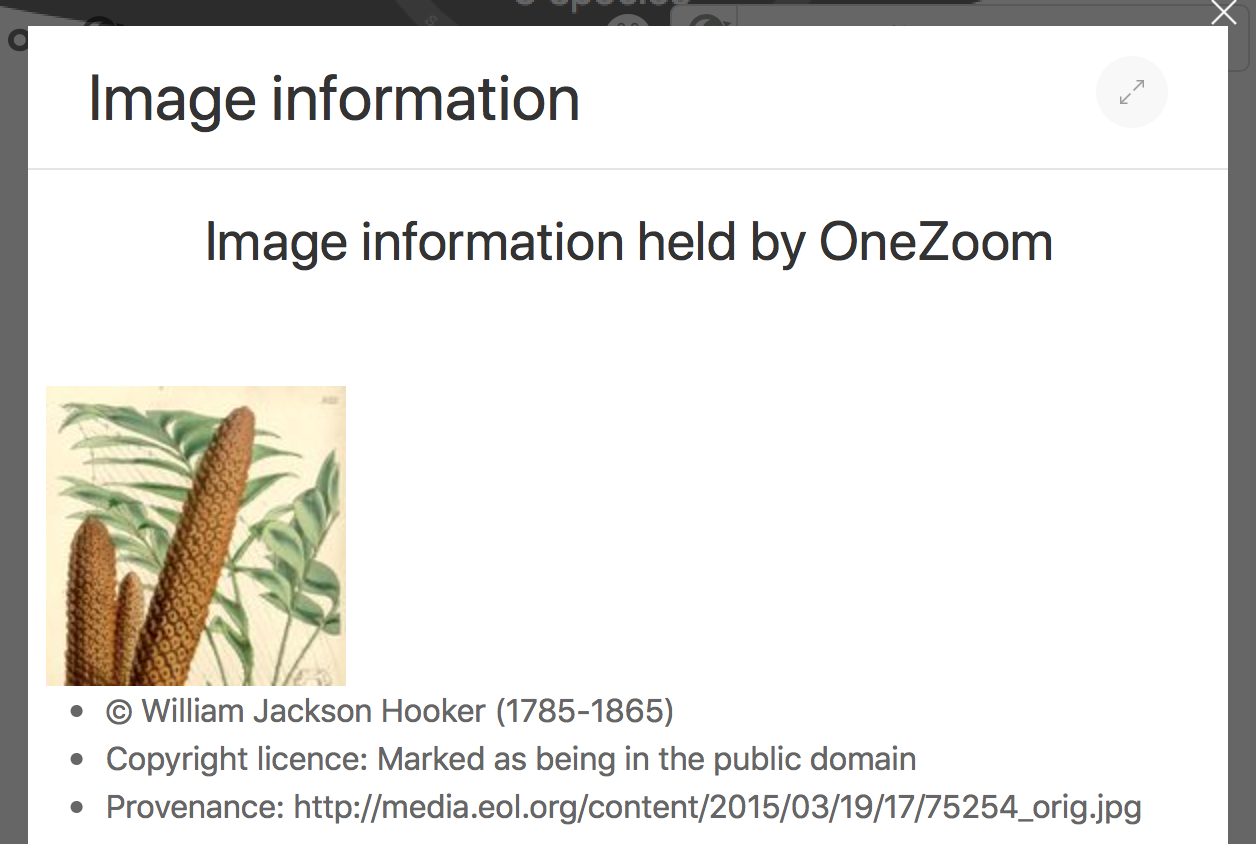 Image information
Image information held by OneZoom
© William Jackson Hooker (1785-1865)
Copyright licence: Marked as being in the public domain
Provenance: http://media.eol.org/content/2015/03/19/17/75254_orig.jpg